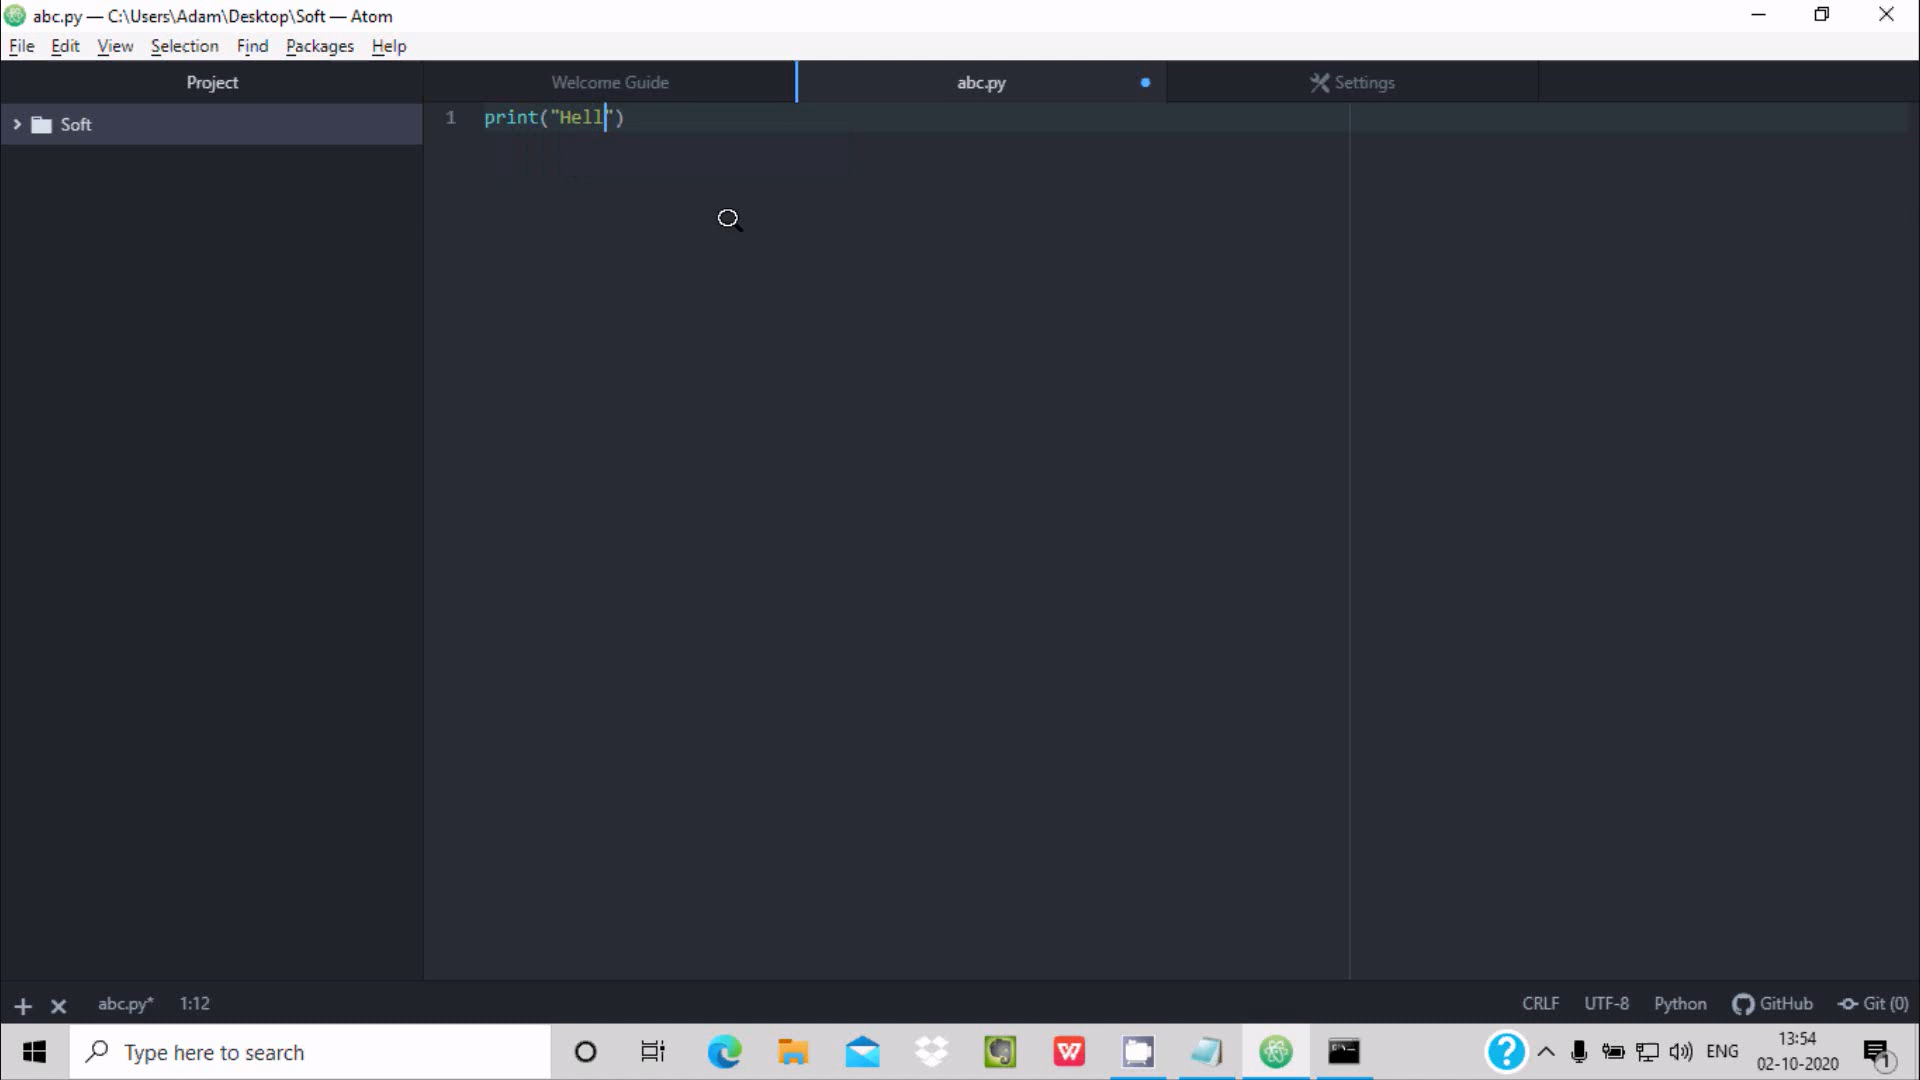 abc.py — C:\Users\Adam\Desktop\Soft — Atom
File Edit View Selection Find Packages Help
Project
Welcome Guide
abc.py
Settings
Soft
1 print("Hell")
abc.py* 1:12
CRLF UTF-8 Python GitHub Git (0)
Type here to search
W
ENG
13:54
02-10-2020
1